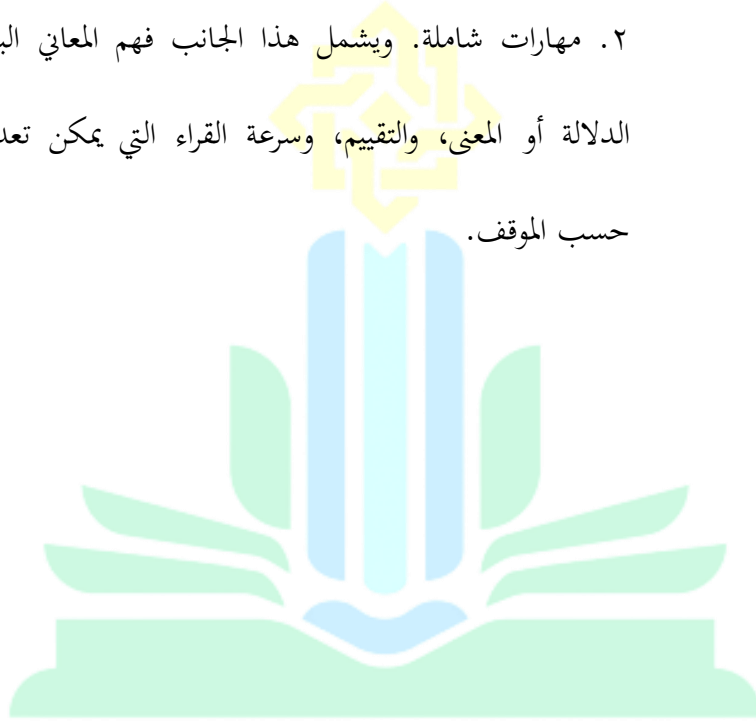 ٢. مهارات شاملة. ويشمل هذا الجانب فهم المعاني
الدلالة أو المعنى، والتقييم، وسرعة القراء التي يمكن
حسب الموقف.